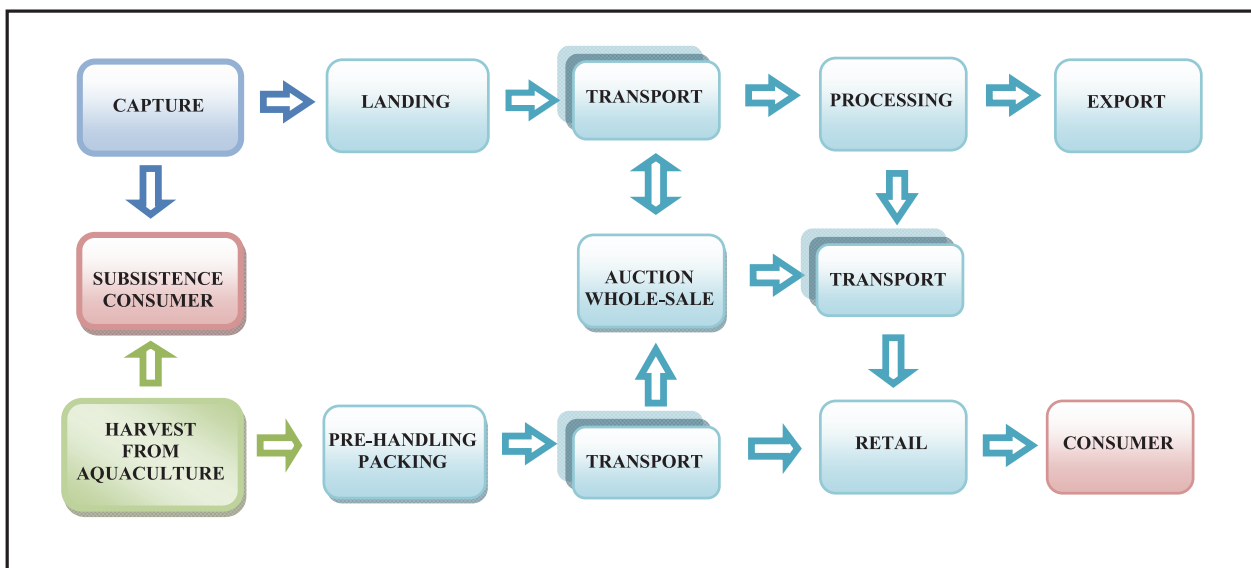 CAPTURE
LANDING
TRANSPORT
PROCESSING
EXPORT
SUBSISTENCE
CONSUMER
AUCTION
WHOLE-SALE
TRANSPORT
HARVEST
FROM
AQUACULTURE
PRE-HANDLING
PACKING
TRANSPORT
RETAIL
CONSUMER